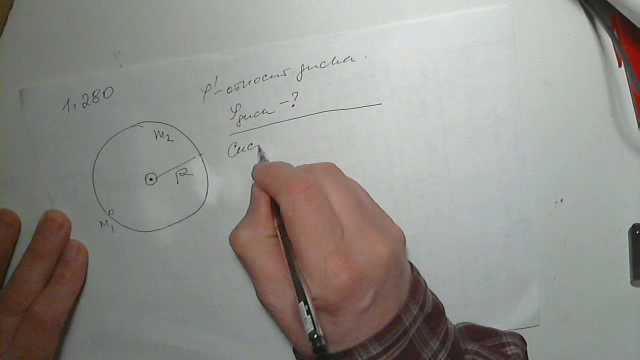 1,280
φ'-относит диска.
φдиск - ?
Сис
m2
R
m1